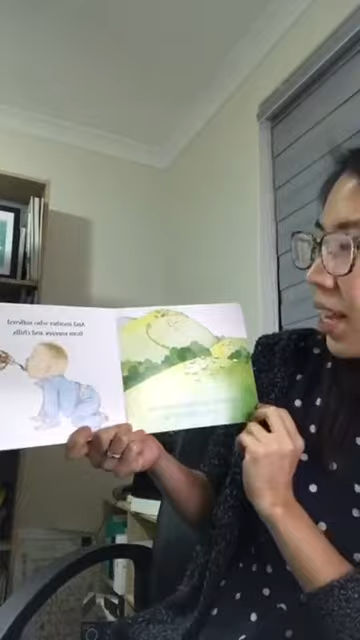 And another who suffered
from sneezes and chills.